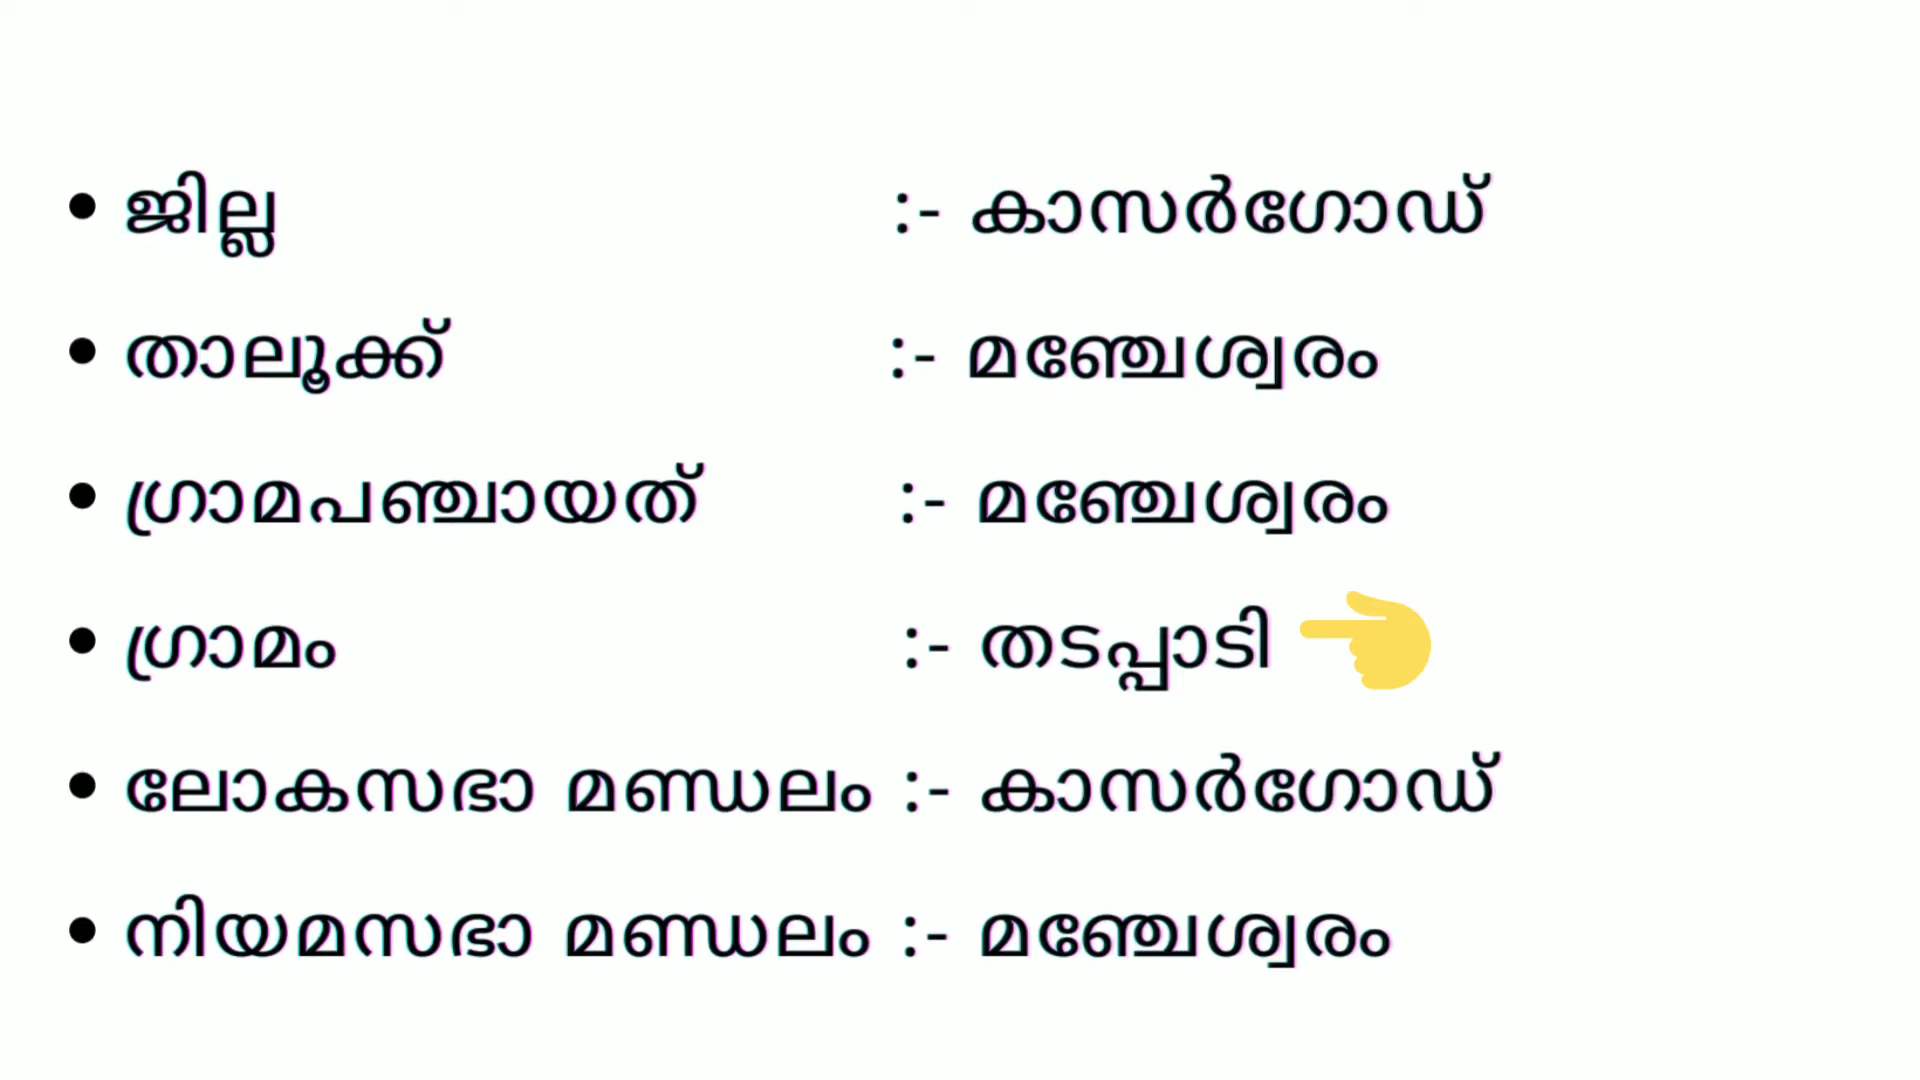 • ജില്ല :- കാസർഗോഡ്
• താലൂക്ക് :- മഞ്ചേശ്വരം
• ഗ്രാമപഞ്ചായത് :- മഞ്ചേശ്വരം
• ഗ്രാമം :- തടപ്പാടി
• ലോകസഭാ മണ്ഡലം :- കാസർഗോഡ്
• നിയമസഭാ മണ്ഡലം :- മഞ്ചേശ്വരം